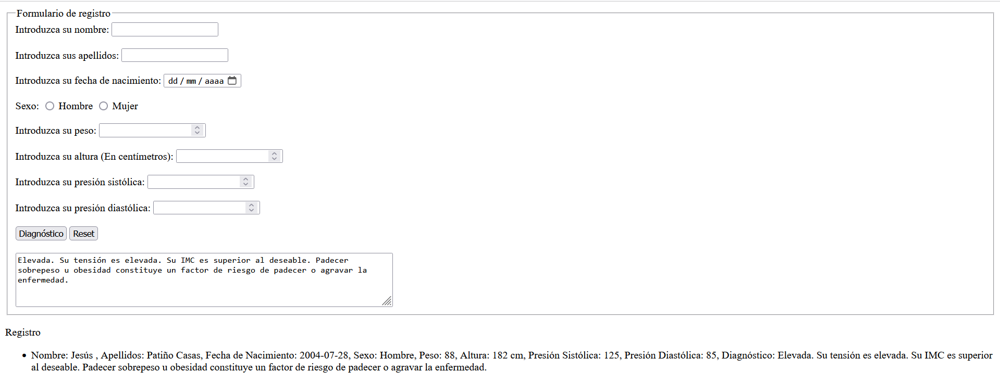 Formulario de registro
Introduzca su nombre:
Introduzca sus apellidos:
Introduzca su fecha de nacimiento: dd / mm / aaaa
Sexo: Hombre Mujer
Introduzca su peso:
Introduzca su altura (En centímetros):
Introduzca su presión sistólica:
Introduzca su presión diastólica:
Diagnóstico Reset
Elevada. Su tensión es elevada. Su IMC es superior al deseable. Padecer
sobrepeso u obesidad constituye un factor de riesgo de padecer o agravar la
enfermedad.
Registro
• Nombre: Jesús , Apellidos: Patiño Casas, Fecha de Nacimiento: 2004-07-28, Sexo: Hombre, Peso: 88, Altura: 182 cm, Presión Sistólica: 125, Presión Diastólica: 85, Diagnóstico: Elevada. Su tensión es elevada. Su IMC es superior
al deseable. Padecer sobrepeso u obesidad constituye un factor de riesgo de padecer o agravar la enfermedad.